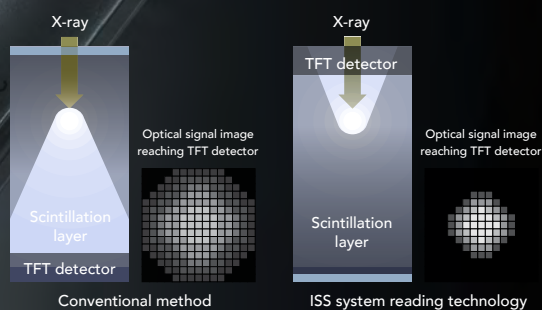 X-ray
TFT detector
Optical signal image
reaching TFT detector
Scintillation
layer
TFT detector
Conventional method
X-ray
Optical signal image
reaching TFT detector
Scintillation
layer
ISS system reading technology